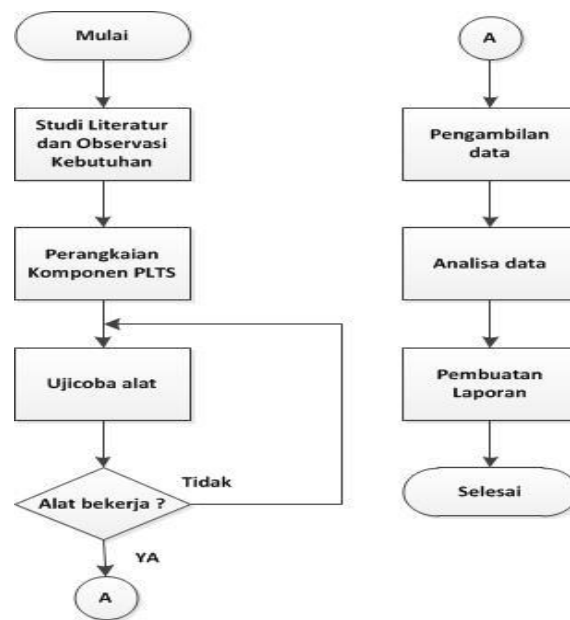 Mulai
Studi Literatur
dan Observasi
Kebutuhan
Perangkaian
Komponen PLTS
Ujicoba alat
Alat bekerja ?
Tidak
YA
A
A
Pengambilan
data
Analisa data
Pembuatan
Laporan
Selesai